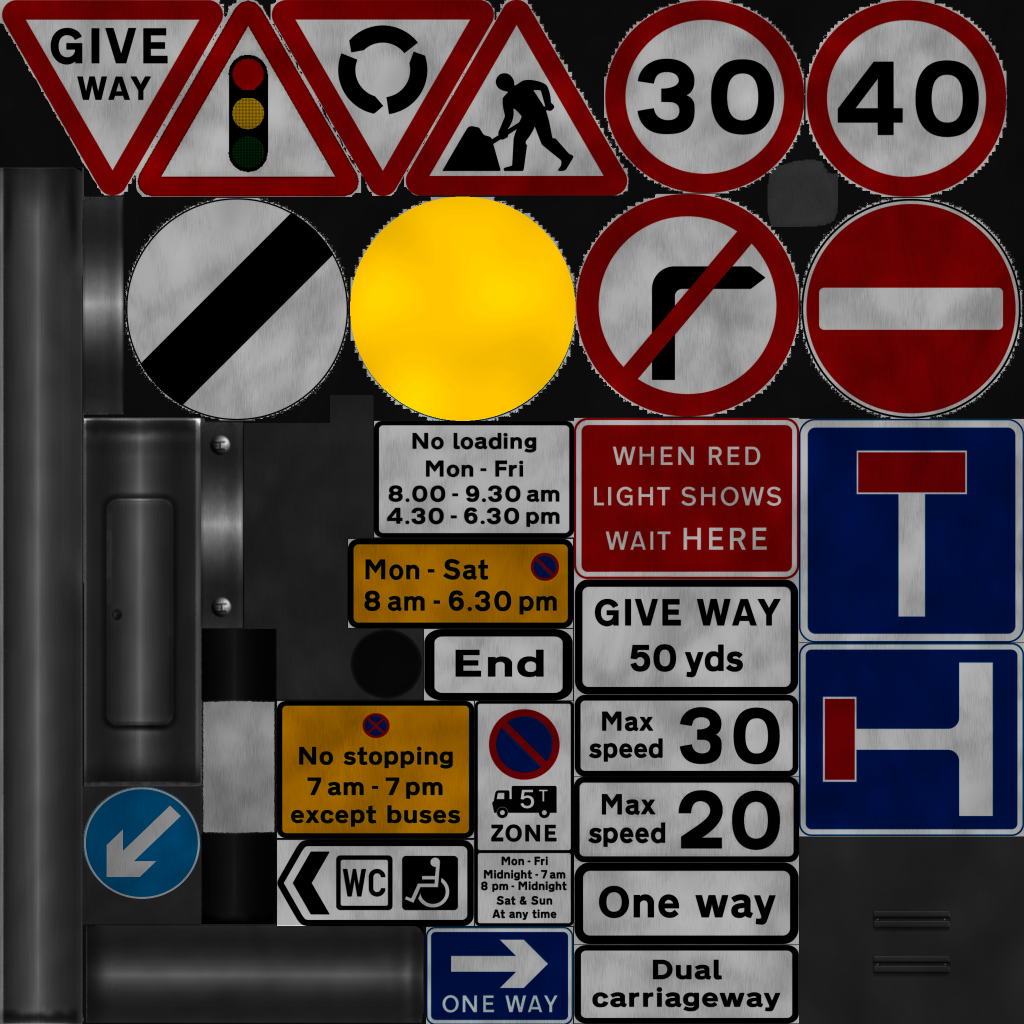 GIVE
WAY
30
40
No loading
Mon - Fri
8.00 - 9.30 am
4.30 - 6.30 pm
WHEN RED
LIGHT SHOWS
WAIT HERE
Mon - Sat
8 am - 6.30 pm
GIVE WAY
50 yds
End
No stopping
7 am - 7 pm
except buses
5T
ZONE
Mon - Fri
Midnight - 7 am
8 pm - Midnight
Sat & Sun
At any time
Max
speed 30
Max
speed 20
WC
One way
ONE WAY
Dual
carriageway